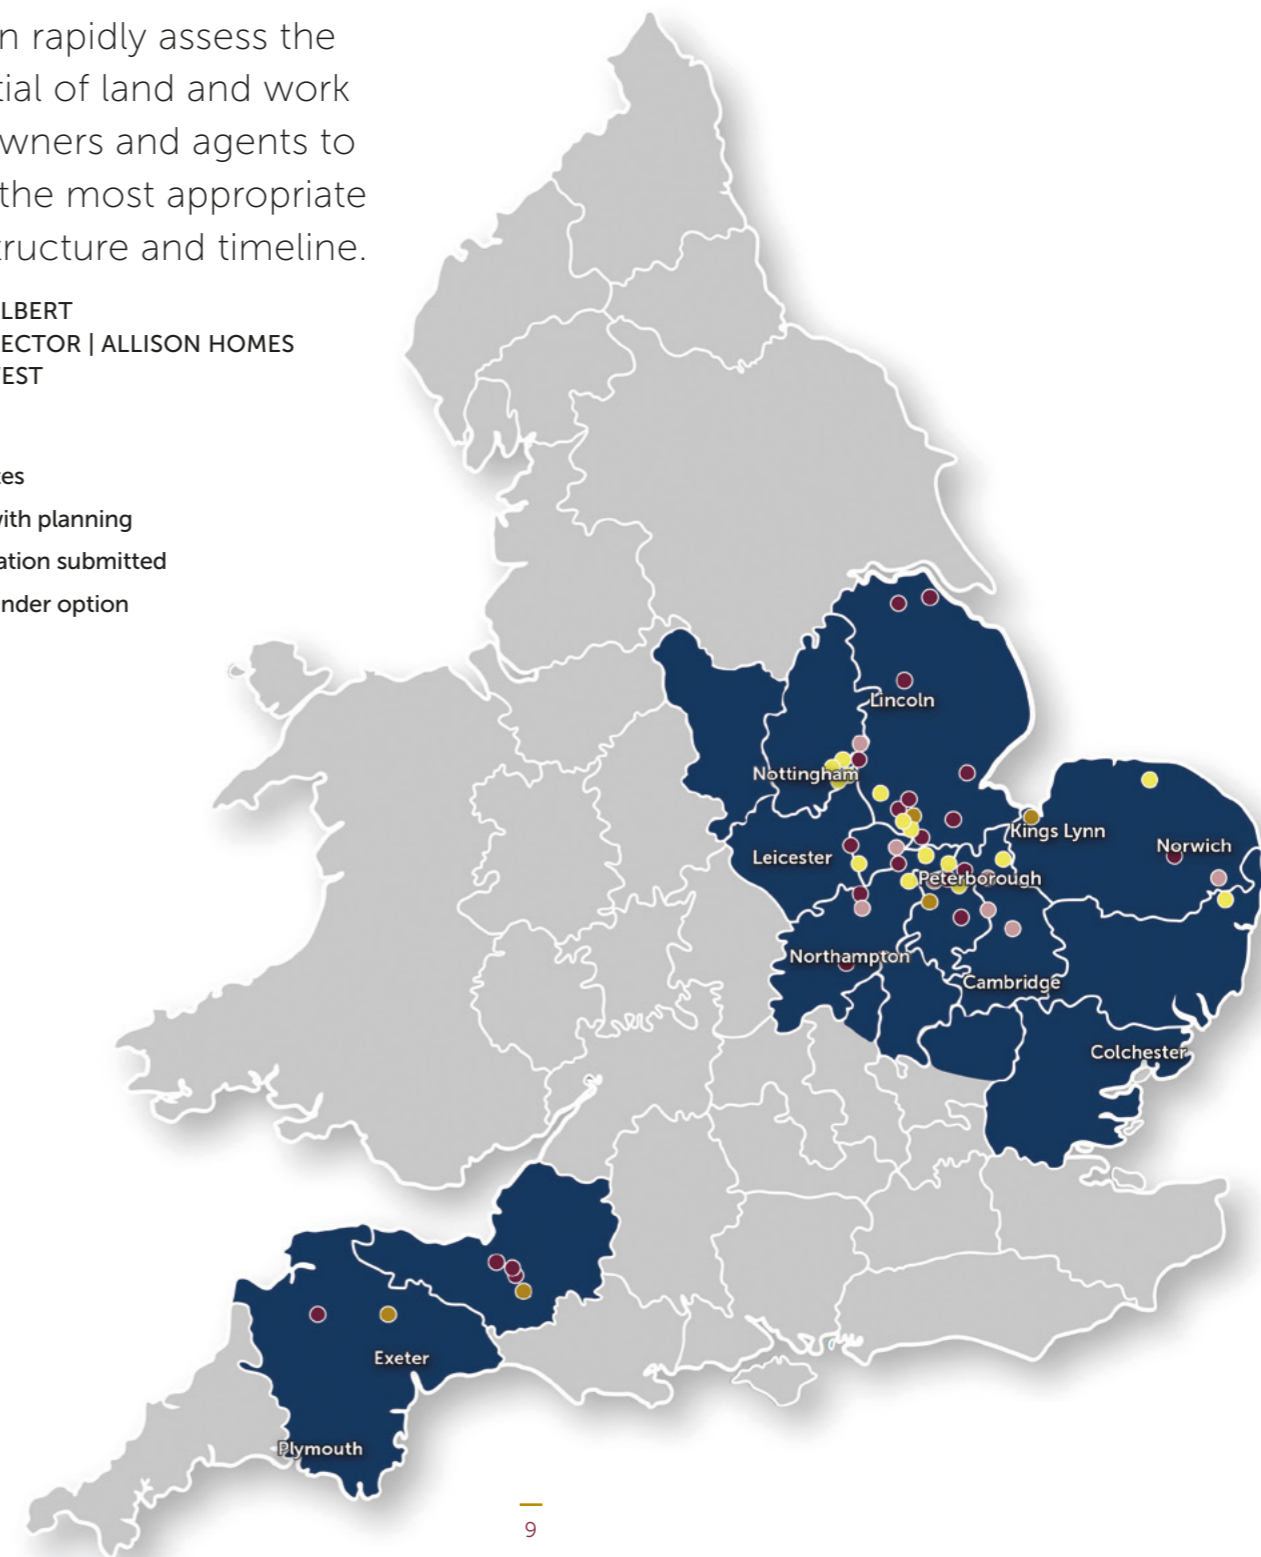 n rapidly assess the
tial of land and work
wners and agents to
the most appropriate
tructure and timeline.
LBERT
ECTOR | ALLISON HOMES
EST
tes
with planning
ation submitted
nder option
Lincoln
Nottingham
Kings Lynn
Norwich
Leicester
Peterborough
Northampton
Cambridge
Colchester
Exeter
Plymouth
9